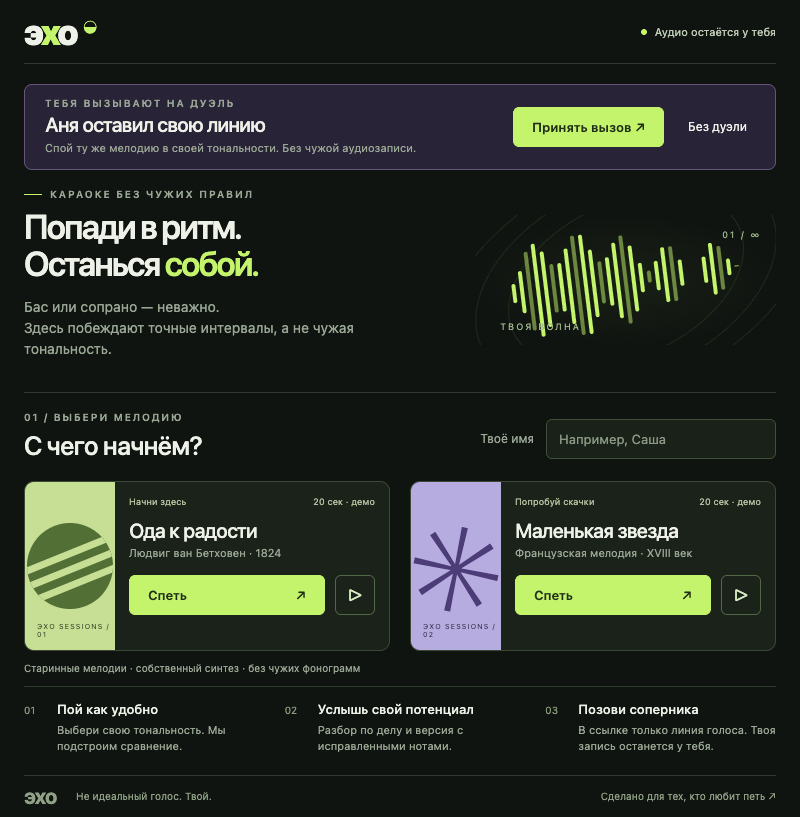 эхо
Аудио остаётся у тебя
ТЕБЯ ВЫЗЫВАЮТ НА ДУЭЛЬ
Аня оставил свою линию
Спой ту же мелодию в своей тональности. Без чужой аудиозаписи.
Принять вызов ↗
Без дуэли
КАРАОКЕ БЕЗ ЧУЖИХ ПРАВИЛ
Попади в ритм.
Останься собой.
Бас или сопрано — неважно.
Здесь побеждают точные интервалы, а не чужая
тональность.
01 / ∞
ТВОЯ ВОЛНА
01 / ВЫБЕРИ МЕЛОДИЮ
С чего начнём?
Твоё имя
Например, Саша
Начни здесь
20 сек · демо
Ода к радости
Людвиг ван Бетховен · 1824
Спеть ↗
ЭХО SESSIONS /
01
Попробуй скачки
20 сек · демо
Маленькая звезда
Французская мелодия · XVIII век
Спеть ↗
ЭХО SESSIONS /
02
Старинные мелодии · собственный синтез · без чужих фонограмм
01
Пой как удобно
Выбери свою тональность. Мы
подстроим сравнение.
02
Услышь свой потенциал
Разбор по делу и версия с
исправленными нотами.
03
Позови соперника
В ссылке только линия голоса. Твоя
запись останется у тебя.
эхо
Не идеальный голос. Твой.
Сделано для тех, кто любит петь ↗